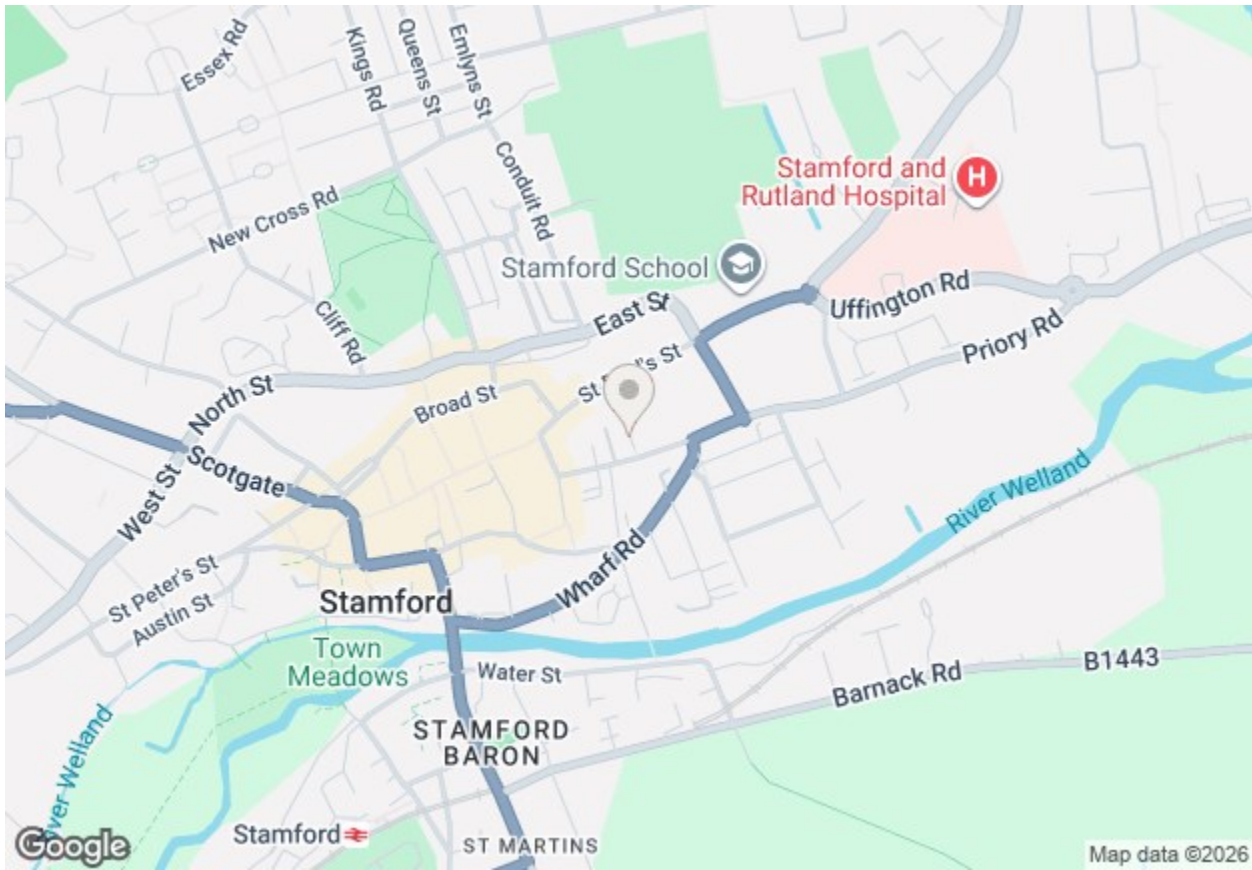 Essex Rd
Kings Rd
Queens St
Emlyns St
Conduit Rd
New Cross Rd
Stamford and
Rutland Hospital
H
Stamford School
East St
Uffington Rd
Cliff Rd
Priory Rd
North St
Broad St
Scotgate
West St
River Welland
St Peter's St
Austin St
Wharf Rd
Stamford
Town
Meadows
Water St
B1443
Barnack Rd
River Welland
STAMFORD
BARON
Stamford
ST MARTINS
Google
Map data ©2026